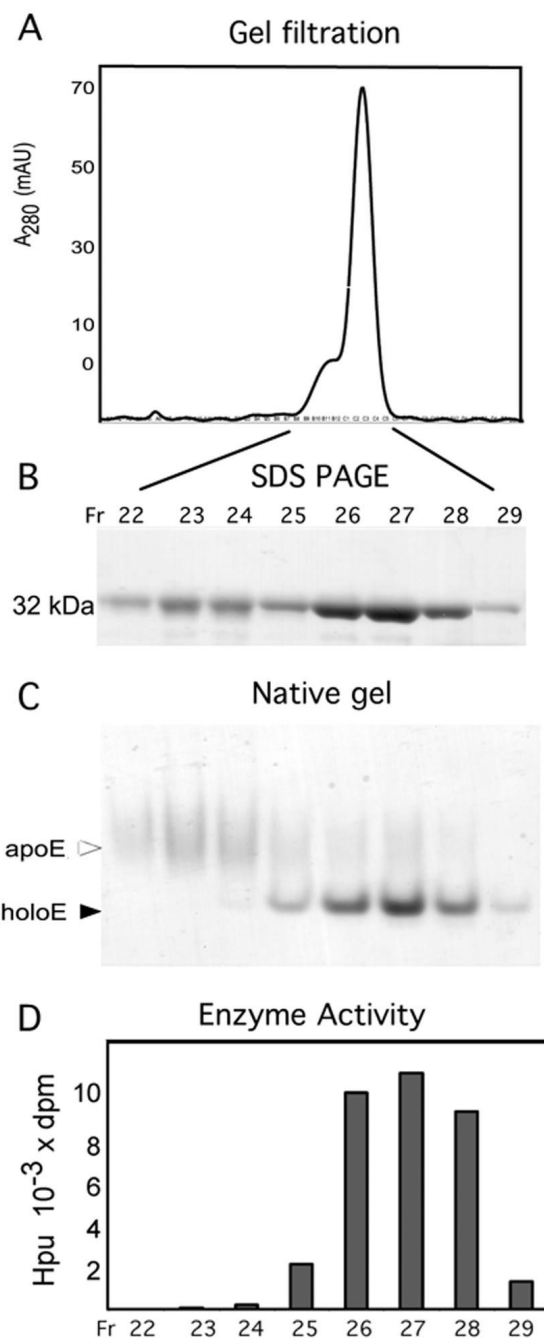 A
Gel filtration
A280 (mAU)
70
50
30
10
0
B
SDS PAGE
Fr 22 23 24 25 26 27 28 29
32 kDa
C
Native gel
apoE
holoE
D
Enzyme Activity
Hpu 10-3 x dpm
10
8
6
4
2
Fr 22 23 24 25 26 27 28 29